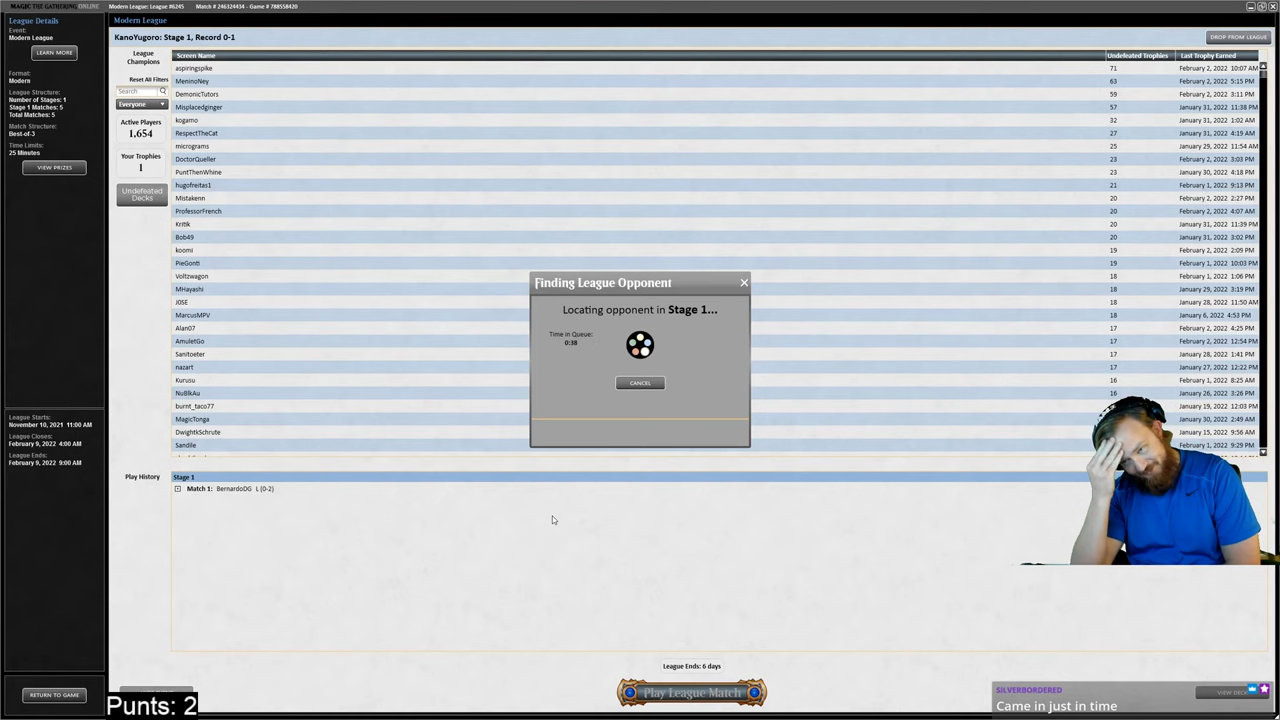 MAGIC THE GATHERING ONLINE
Modern League: League #6245
Match # 246324434 - Game # 788558420
League Details
Event:
Modern League
LEARN MORE
Format:
Modern
League Structure:
Number of Stages: 1
Stage 1 Matches: 5
Total Matches: 5
Match Structure:
Best-of-3
Time Limits:
25 Minutes
VIEW PRIZES
League Starts:
November 10, 2021 11:00 AM
League Closes:
February 9, 2022 4:00 AM
League Ends:
February 9, 2022 9:00 AM
RETURN TO GAME
Modern League
KanoYugoro: Stage 1, Record 0-1
DROP FROM LEAGUE
League
Champions
Reset All Filters
Search
Everyone
Active Players
1,654
Your Trophies
1
Undefeated
Decks
Screen Name Undefeated Trophies Last Trophy Earned
aspiringspike 71 February 2, 2022 10:07 AM
MeninoNey 63 February 2, 2022 5:15 PM
DemonicTutors 59 February 2, 2022 3:11 PM
Misplacedginger 57 January 31, 2022 11:38 PM
kogamo 32 January 31, 2022 1:02 AM
RespectTheCat 27 January 31, 2022 4:19 AM
micrograms 25 January 29, 2022 11:54 AM
DoctorQueller 23 February 2, 2022 3:03 PM
PuntThenWhine 23 January 30, 2022 4:18 PM
hugofreitas1 21 February 1, 2022 9:13 PM
Mistakenn 20 February 2, 2022 2:27 PM
ProfessorFrench 20 February 2, 2022 4:07 AM
Kritik 20 January 31, 2022 11:39 PM
Bob49 20 January 31, 2022 3:02 PM
koomi 19 February 2, 2022 2:09 PM
PieGonti 19 February 1, 2022 10:03 PM
Voltzwagon 18 February 1, 2022 1:06 PM
MHayashi 18 January 29, 2022 3:19 PM
J0SE 18 January 28, 2022 11:50 AM
MarcusMPV 18 January 6, 2022 4:53 PM
Alan07 17 February 2, 2022 4:25 PM
AmuletGo 17 February 2, 2022 12:54 PM
Sanitoeter 17 January 28, 2022 1:41 PM
nazart 17 January 27, 2022 12:22 PM
Kurusu 16 February 1, 2022 8:25 AM
NuBlkAu 16 January 26, 2022 3:26 PM
burnt_taco77 January 19, 2022 12:03 PM
MagicTonga January 30, 2022 2:49 AM
DwightkSchrute January 15, 2022 9:56 AM
Sandile February 1, 2022 9:29 PM
Finding League Opponent
Locating opponent in Stage 1...
Time in Queue:
0:38
CANCEL
Play History
Stage 1
Match 1: BernardoDG L (0-2)
League Ends: 6 days
Play League Match
Punts: 2
VIEW DECK
SILVERBORDERED
Came in just in time